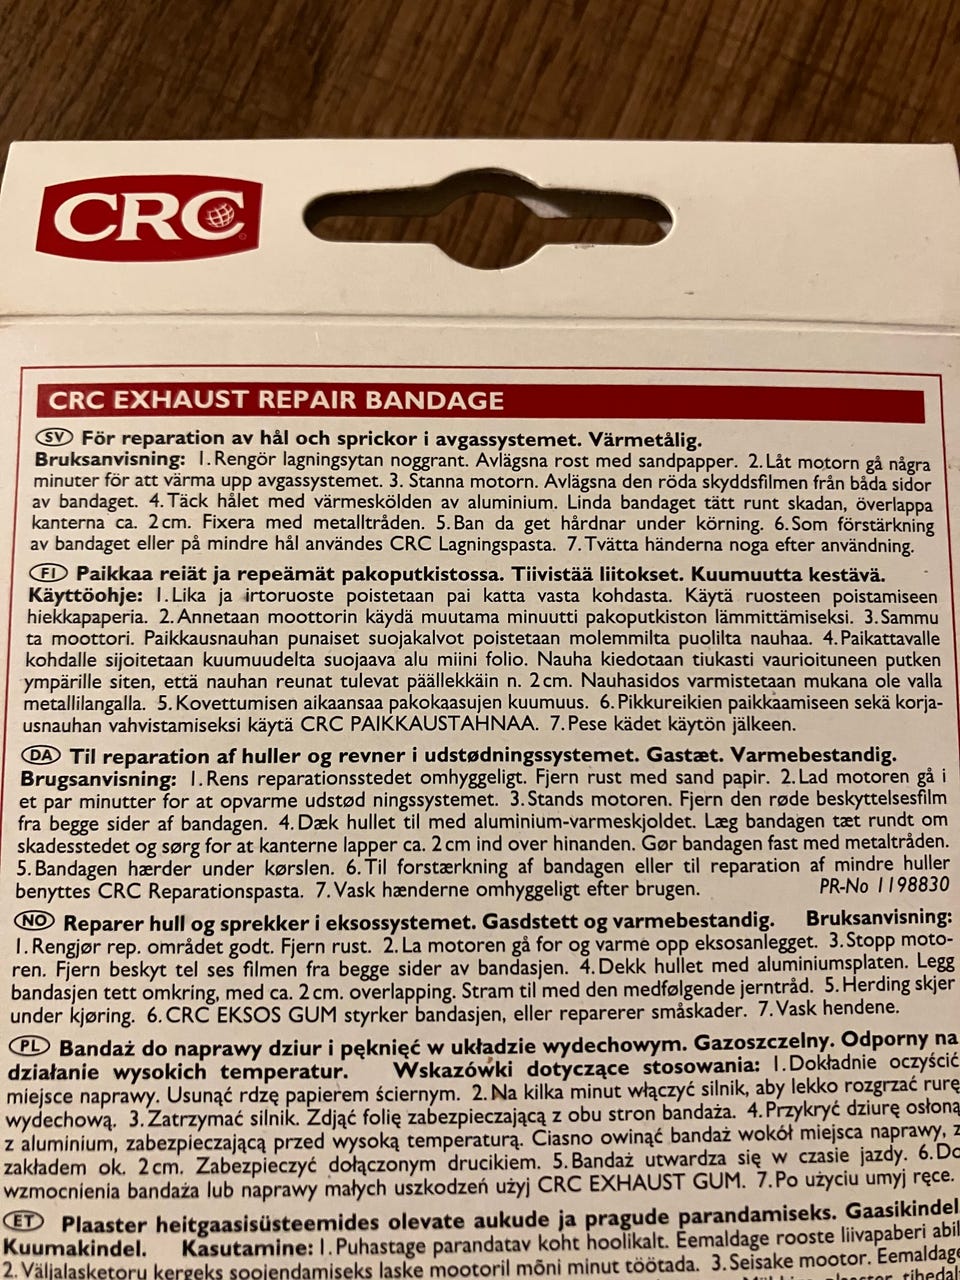 CRC
CRC EXHAUST REPAIR BANDAGE
SV För reparation av hål och sprickor i avgassystemet. Värmetålig.
Bruksanvisning: 1.Rengör lagningsytan noggrant. Avlägsna rost med sandpapper. 2.Låt motorn gå några
minuter för att värma upp avgassystemet. 3. Stanna motorn. Avlägsna den röda skyddsfilmen från båda sidor
av bandaget. 4.Täck hålet med värmeskölden av aluminium. Linda bandaget tätt runt skadan, överlappa
kanterna ca. 2cm. Fixera med metalltråden. 5.Ban da get hårdnar under körning. 6.Som förstärkning
av bandaget eller på mindre hål användes CRC Lagningspasta. 7.Tvätta händerna noga efter användning.
FI Paikkaa reiät ja repeämät pakoputkistossa. Tiivistää liitokset. Kuumuutta kestävä.
Käyttöohje: 1.Lika ja irtoruoste poistetaan pai katta vasta kohdasta. Käytä ruosteen poistamiseen
hiekkapaperia. 2.Annetaan moottorin käydä muutama minuutti pakoputkiston lämmittämiseksi. 3.Sammu
ta moottori. Paikkausnauhan punaiset suojakalvot poistetaan molemmilta puolilta nauhaa. 4.Paikattavalle
kohdalle sijoitetaan kuumuudelta suojaava alu miini folio. Nauha kiedotaan tiukasti vaurioituneen putken
ympärille siten, että nauhan reunat tulevat päällekkäin n. 2cm. Nauhasidos varmistetaan mukana ole valla
metallilangalla. 5.Kovettumisen aikaansaa pakokaasujen kuumuus. 6.Pikkureikien paikkaamiseen sekä korja-
usnauhan vahvistamiseksi käytä CRC PAIKKAUSTAHNAA. 7.Pese kädet käytön jälkeen.
DA Til reparation af huller og revner i udstødningssystemet. Gastæt. Varmebestandig.
Brugsanvisning: 1.Rens reparationsstedet omhyggeligt. Fjern rust med sand papir. 2.Lad motoren gå i
et par minutter for at opvarme udstød ningssystemet. 3.Stands motoren. Fjern den røde beskyttelsesfilm
fra begge sider af bandagen. 4.Dæk hullet til med aluminium-varmeskjoldet. Læg bandagen tæt rundt om
skadesstedet og sørg for at kanterne lapper ca. 2cm ind over hinanden. Gør bandagen fast med metaltråden.
5.Bandagen hærder under kørslen. 6.Til forstærkning af bandagen eller til reparation af mindre huller
benyttes CRC Reparationspasta. 7.Vask hænderne omhyggeligt efter brugen. PR-No 1198830
NO Reparer hull og sprekker i eksossystemet. Gasdstett og varmebestandig. Bruksanvisning:
1.Rengjør rep. området godt. Fjern rust. 2.La motoren gå for og varme opp eksosanlegget. 3.Stopp moto-
ren. Fjern beskyt tel ses filmen fra begge sider av bandasjen. 4.Dekk hullet med aluminiumsplaten. Legg
bandasjen tett omkring, med ca. 2cm. overlapping. Stram til med den medfølgende jerntråd. 5.Herding skjer
under kjøring. 6.CRC EKSOS GUM styrker bandasjen, eller reparerer småskader. 7.Vask hendene.
PL Bandaż do naprawy dziur i pęknięć w układzie wydechowym. Gazoszczelny. Odporny na
działanie wysokich temperatur. Wskazówki dotyczące stosowania: 1.Dokładnie oczyścić
miejsce naprawy. Usunąć rdzę papierem ściernym. 2.Na kilka minut włączyć silnik, aby lekko rozgrzać rurę
wydechową. 3.Zatrzymać silnik. Zdjąć folię zabezpieczającą z obu stron bandaża. 4.Przykryć dziurę osłoną
z aluminium, zabezpieczającą przed wysoką temperaturą. Ciasno owinąć bandaż wokół miejsca naprawy, z
zakładem ok. 2cm. Zabezpieczyć dołączonym drucikiem. 5.Bandaż utwardza się w czasie jazdy. 6.Do
wzmocnienia bandaża lub naprawy małych uszkodzeń użyj CRC EXHAUST GUM. 7.Po użyciu umyj ręce.
ET Plaaster heitgaasisüsteemides olevate aukude ja pragude parandamiseks. Gaasikindel
Kuumakindel. Kasutamine: 1.Puhastage parandatav koht hoolikalt. Eemaldage rooste liivapaberi abil
2.Väljalasketoru kergeks soojendamiseks laske mootoril mõni minut töötada. 3.Seisake mootor. Eemaldage